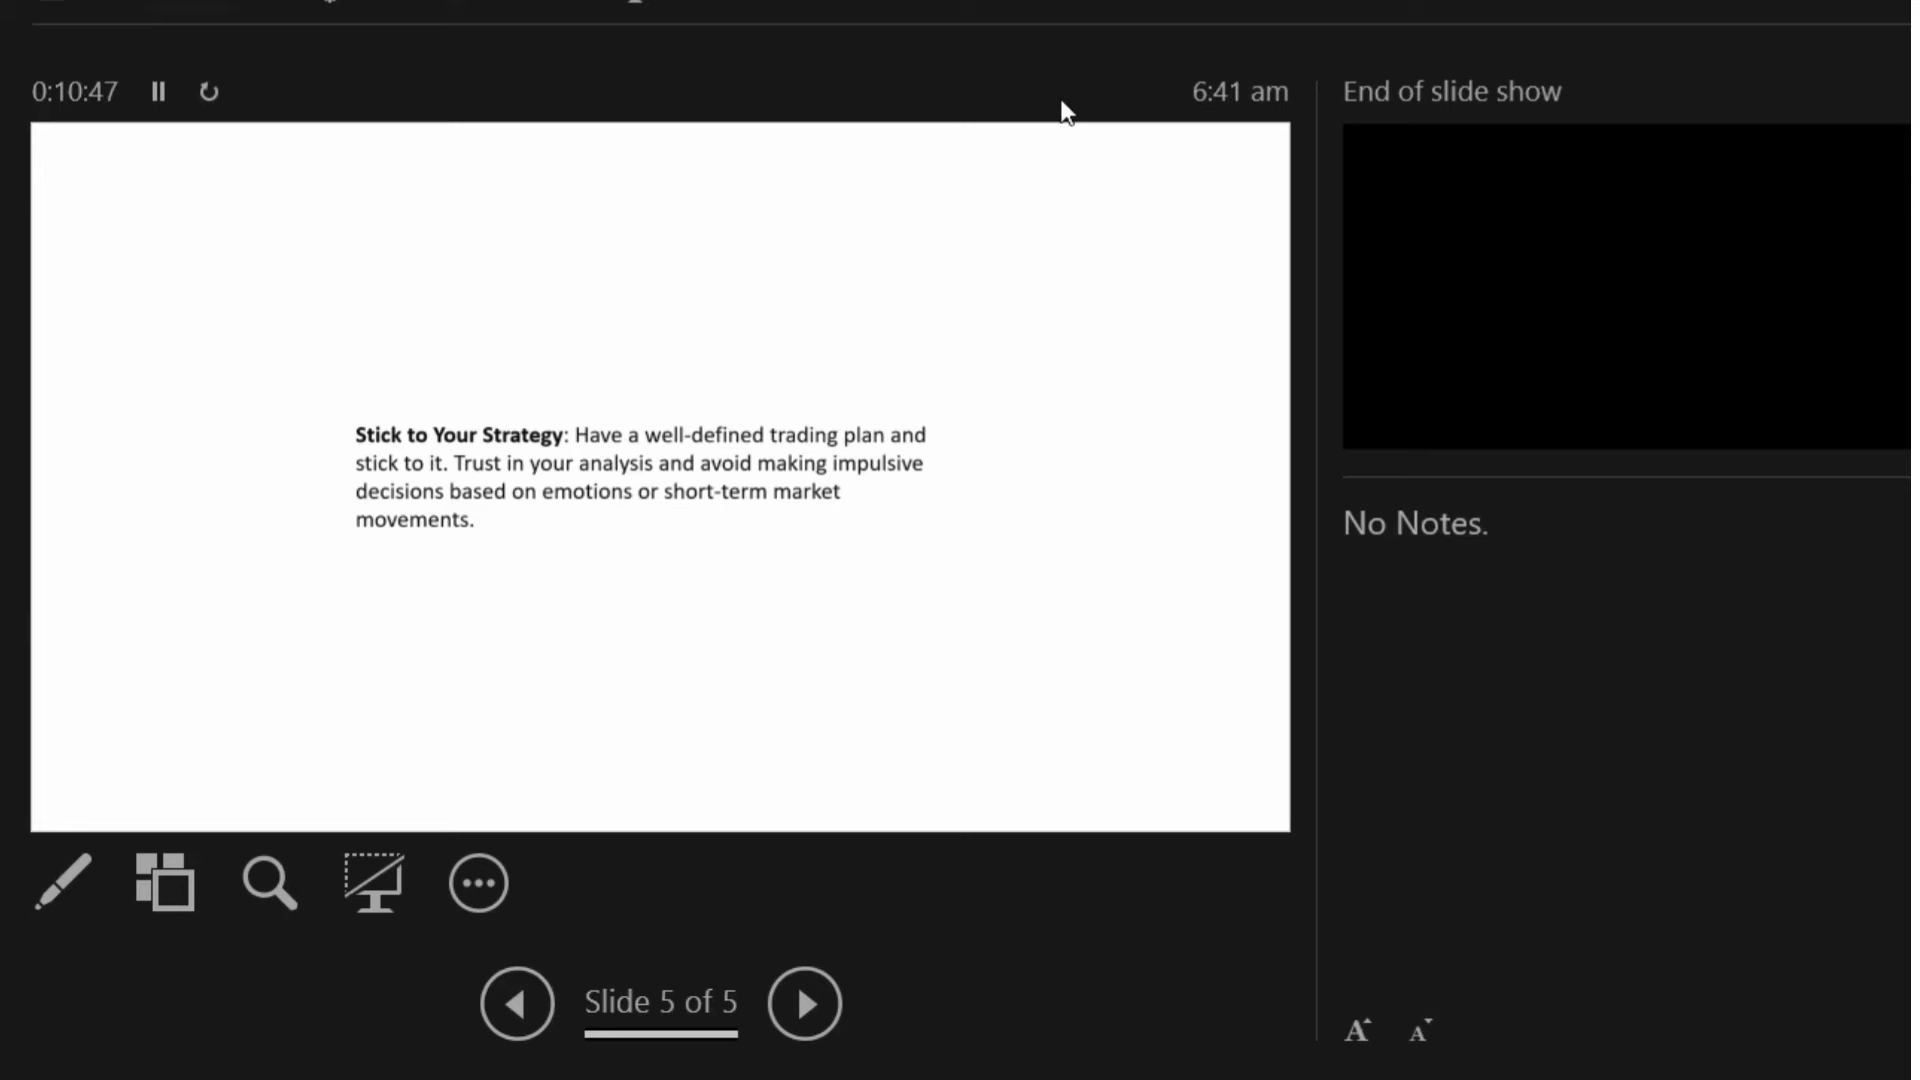 0:10:47
6:41 am
End of slide show
Stick to Your Strategy: Have a well-defined trading plan and
stick to it. Trust in your analysis and avoid making impulsive
decisions based on emotions or short-term market
movements.
No Notes.
Slide 5 of 5
A A